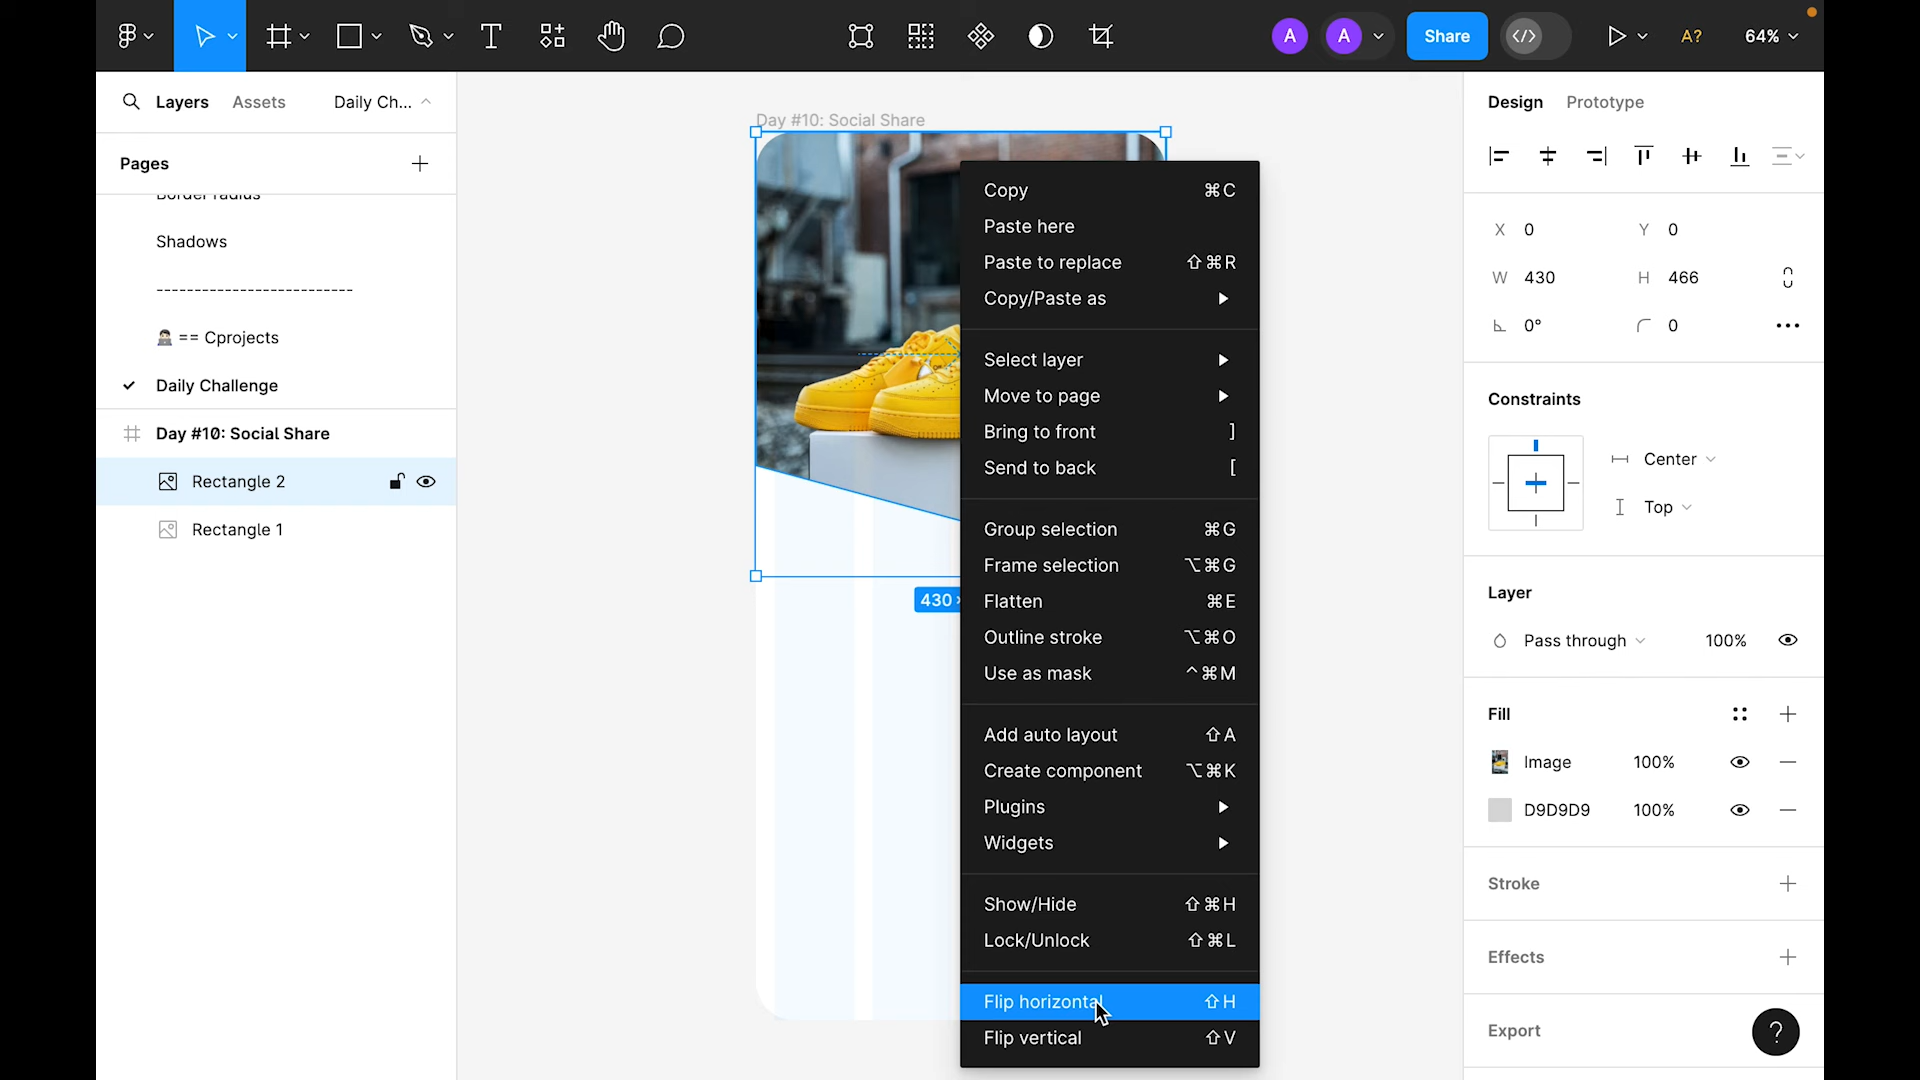 Share
A
A
A?
64%
Layers
Assets
Daily Ch...
Pages
Border radius
Shadows
--------------------------
== Cprojects
Daily Challenge
Day #10: Social Share
Rectangle 2
Rectangle 1
Day #10: Social Share
430 ×
Copy ⌘C
Paste here
Paste to replace ⇧⌘R
Copy/Paste as
Select layer
Move to page
Bring to front ]
Send to back [
Group selection ⌘G
Frame selection ⌥⌘G
Flatten ⌘E
Outline stroke ⌥⌘O
Use as mask ^⌘M
Add auto layout ⇧A
Create component ⌥⌘K
Plugins
Widgets
Show/Hide ⇧⌘H
Lock/Unlock ⇧⌘L
Flip horizontal ⇧H
Flip vertical ⇧V
Design
Prototype
X 0 Y 0
W 430 H 466
0° 0
Constraints
Center
Top
Layer
Pass through 100%
Fill
Image 100%
D9D9D9 100%
Stroke
Effects
Export
?